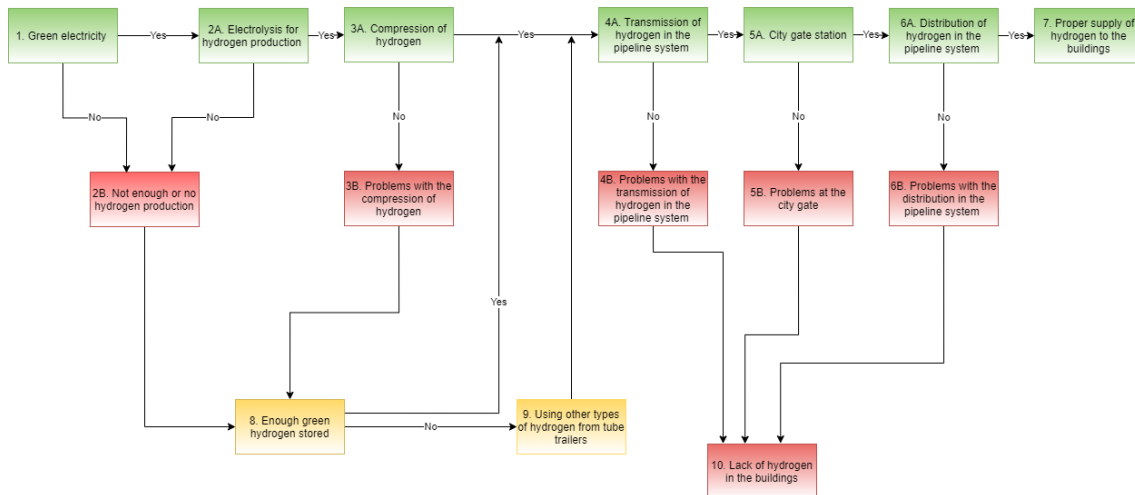 1. Green electricity
Yes
2A. Electrolysis for
hydrogen production
Yes
3A. Compression of
hydrogen
Yes
4A. Transmission of
hydrogen in the
pipeline system
Yes
5A. City gate station
Yes
6A. Distribution of
hydrogen in the
pipeline system
Yes
7. Proper supply of
hydrogen to the
buildings
No
No
No
No
No
No
2B. Not enough or no
hydrogen production
3B. Problems with the
compression of
hydrogen
4B. Problems with the
transmission of
hydrogen in the
pipeline system
5B. Problems at the
city gate
6B. Problems with the
distribution in the
pipeline system
Yes
8. Enough green
hydrogen stored
No
9. Using other types
of hydrogen from tube
trailers
10. Lack of hydrogen
in the buildings